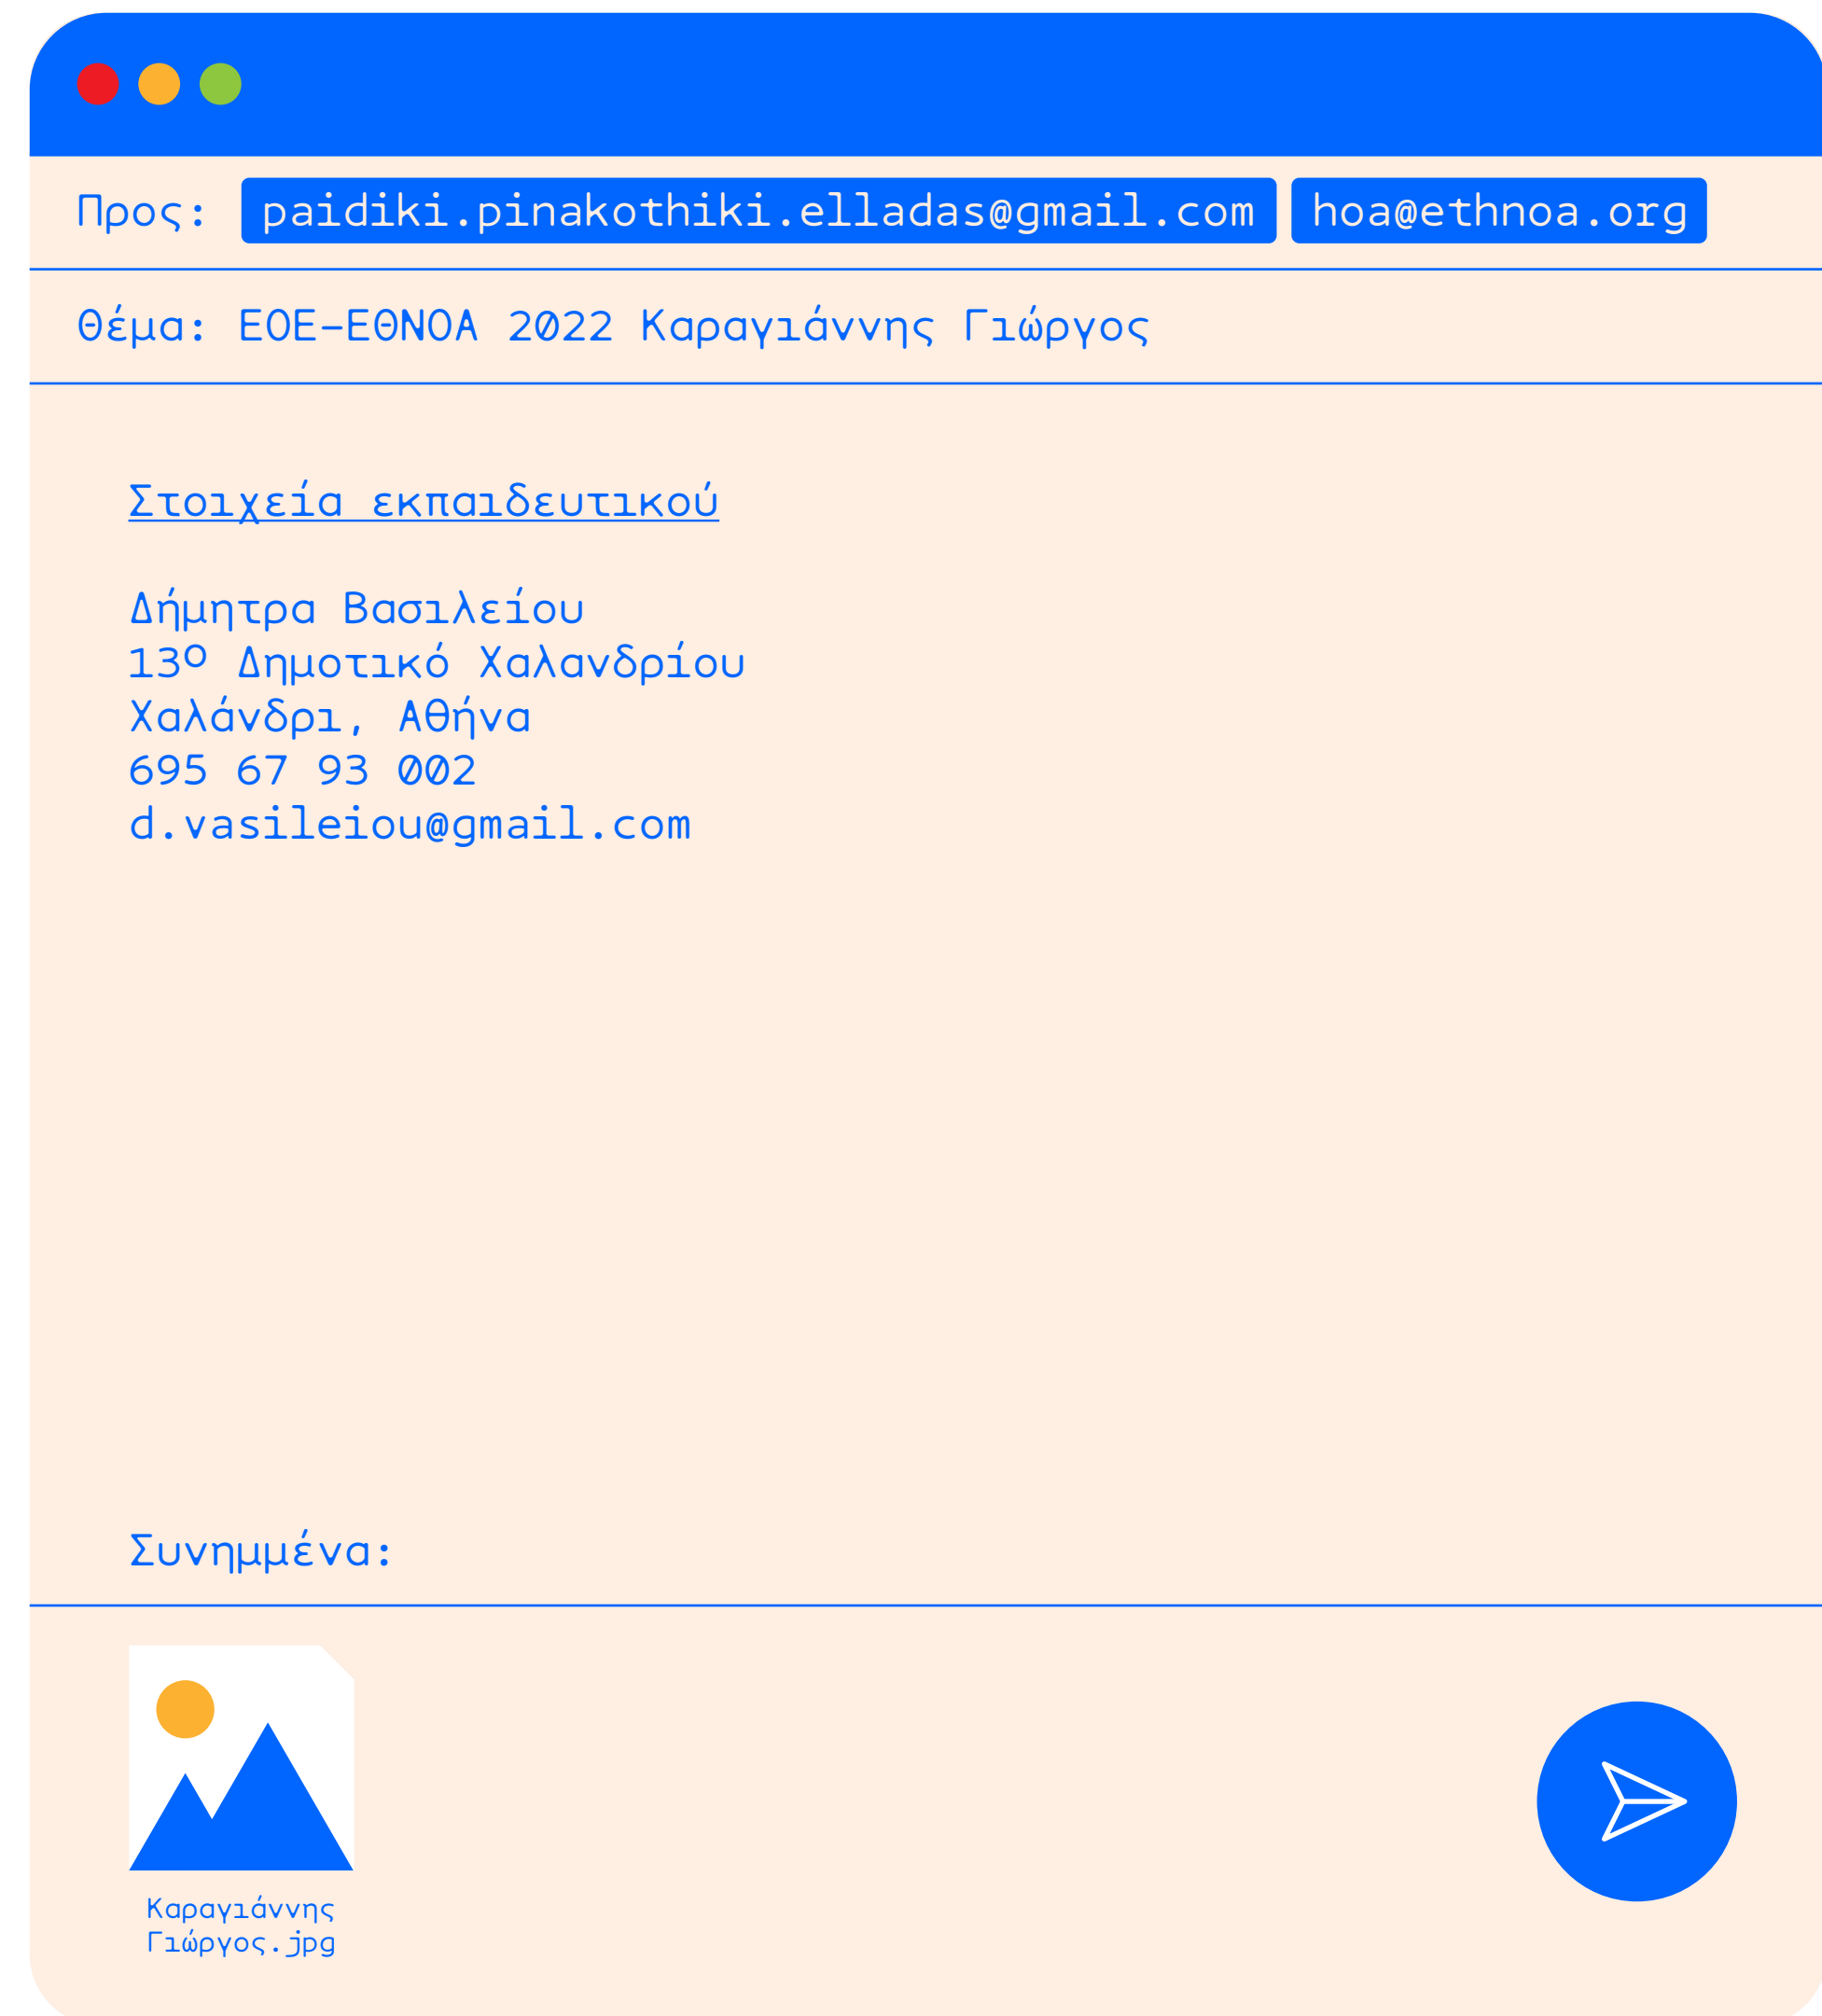 Προς: paidiki.pinakothiki.elladas@gmail.com hoa@ethnoa.org
Θέμα: ΕΟΕ-ΕΘΝΟΑ 2022 Καραγιάννης Γιώργος
Στοιχεία εκπαιδευτικού
Δήμητρα Βασιλείου
13º Δημοτικό Χαλανδρίου
Χαλάνδρι, Αθήνα
695 67 93 002
d.vasileiou@gmail.com
Συνημμένα:
Καραγιάννης
Γιώργος.jpg